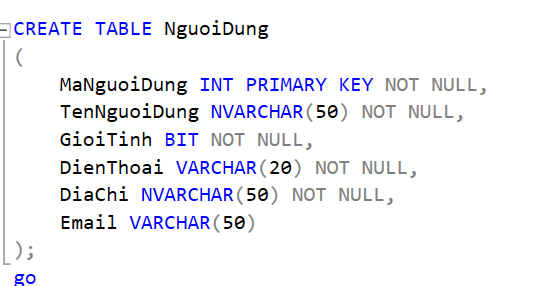 CREATE TABLE NguoiDung
(
MaNguoiDung INT PRIMARY KEY NOT NULL,
TenNguoiDung NVARCHAR(50) NOT NULL,
GioiTinh BIT NOT NULL,
DienThoai VARCHAR(20) NOT NULL,
DiaChi NVARCHAR(50) NOT NULL,
Email VARCHAR(50)
);
go